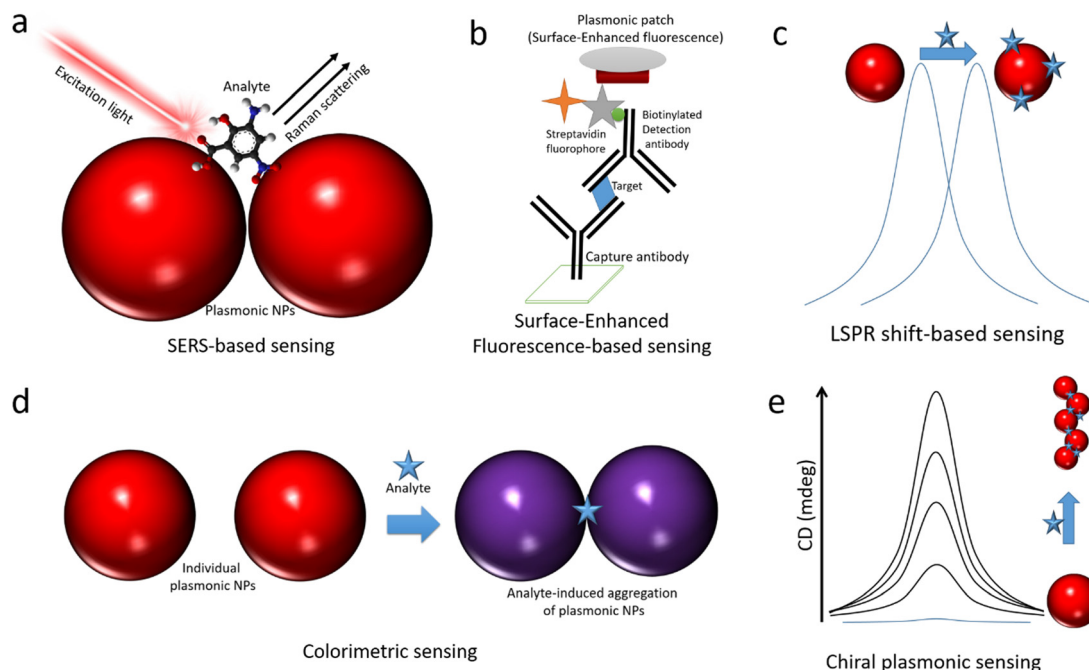 a
Excitation light
Analyte
Raman scattering
Plasmonic NPs
SERS-based sensing
b
Plasmonic patch
(Surface-Enhanced fluorescence)
Streptavidin
fluorophore
Biotinylated
Detection
antibody
Target
Capture antibody
Surface-Enhanced
Fluorescence-based sensing
c
LSPR shift-based sensing
d
Individual
plasmonic NPs
Analyte
Analyte-induced aggregation
of plasmonic NPs
Colorimetric sensing
e
CD (mdeg)
Chiral plasmonic sensing